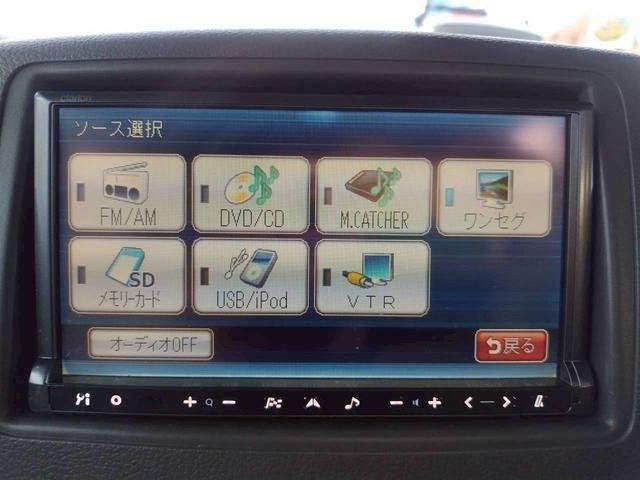 clarion
ソース選択
FM/AM
DVD/CD
M.CATCHER
ワンセグ
SD
メモリーカード
USB/iPod
VTR
オーディオOFF
戻る